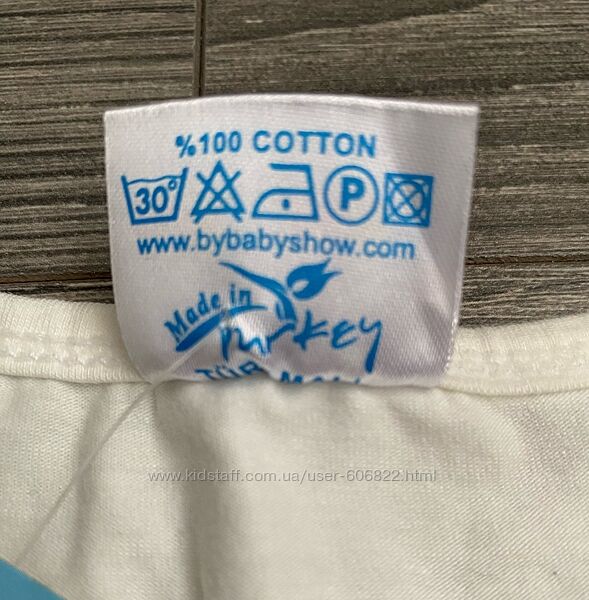 %100 COTTON
30°
P
www.bybabyshow.com
Made in
Turkey
www.kidstaff.com.ua/user-606822.html